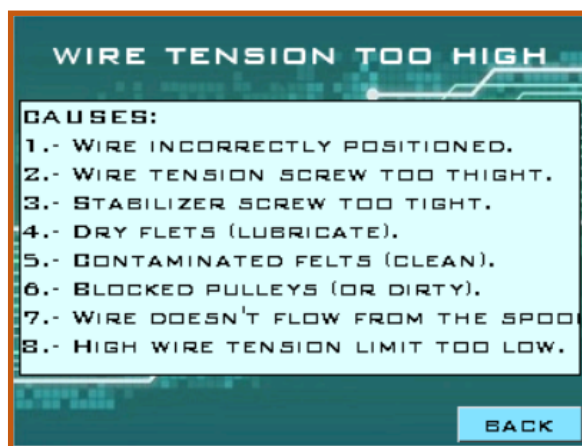 WIRE TENSION TOO HIGH
CAUSES:
1.- WIRE INCORRECTLY POSITIONED.
2.- WIRE TENSION SCREW TOO THIGHT.
3.- STABILIZER SCREW TOO TIGHT.
4.- DRY FLETS (LUBRICATE).
5.- CONTAMINATED FELTS (CLEAN).
6.- BLOCKED PULLEYS (OR DIRTY).
7.- WIRE DOESN'T FLOW FROM THE SPOO
8.- HIGH WIRE TENSION LIMIT TOO LOW.
BACK